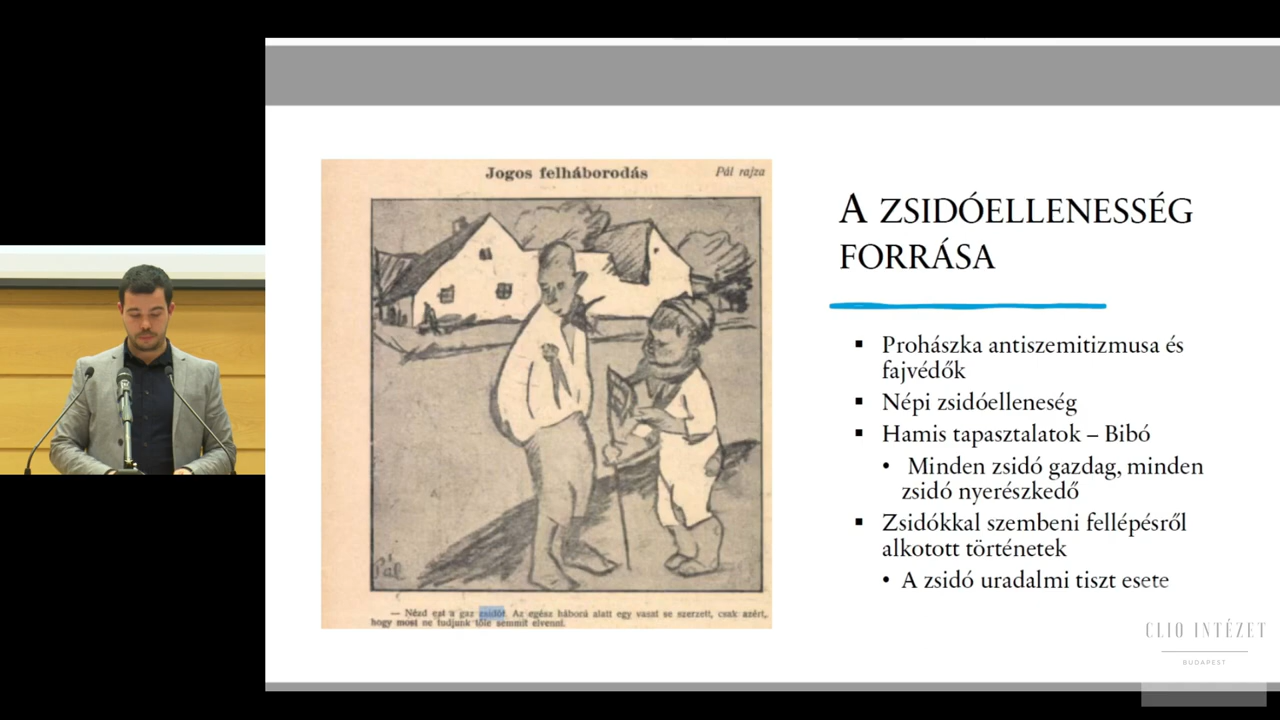 Jogos felháborodás
Pál rajza
Pál
— Nézd ezt a gaz zsidót. Az egész háború alatt egy vasat se szerzett, csak azért,
hogy most ne tudjunk tőle semmit elvenni.
A ZSIDÓELLENESSÉG
FORRÁSA
▪ Prohászka antiszemitizmusa és
fajvédők
▪ Népi zsidóelleneség
▪ Hamis tapasztalatok – Bibó
• Minden zsidó gazdag, minden
zsidó nyerészkedő
▪ Zsidókkal szembeni fellépésről
alkotott történetek
• A zsidó uradalmi tiszt esete
CLIO INTÉZET
BUDAPEST